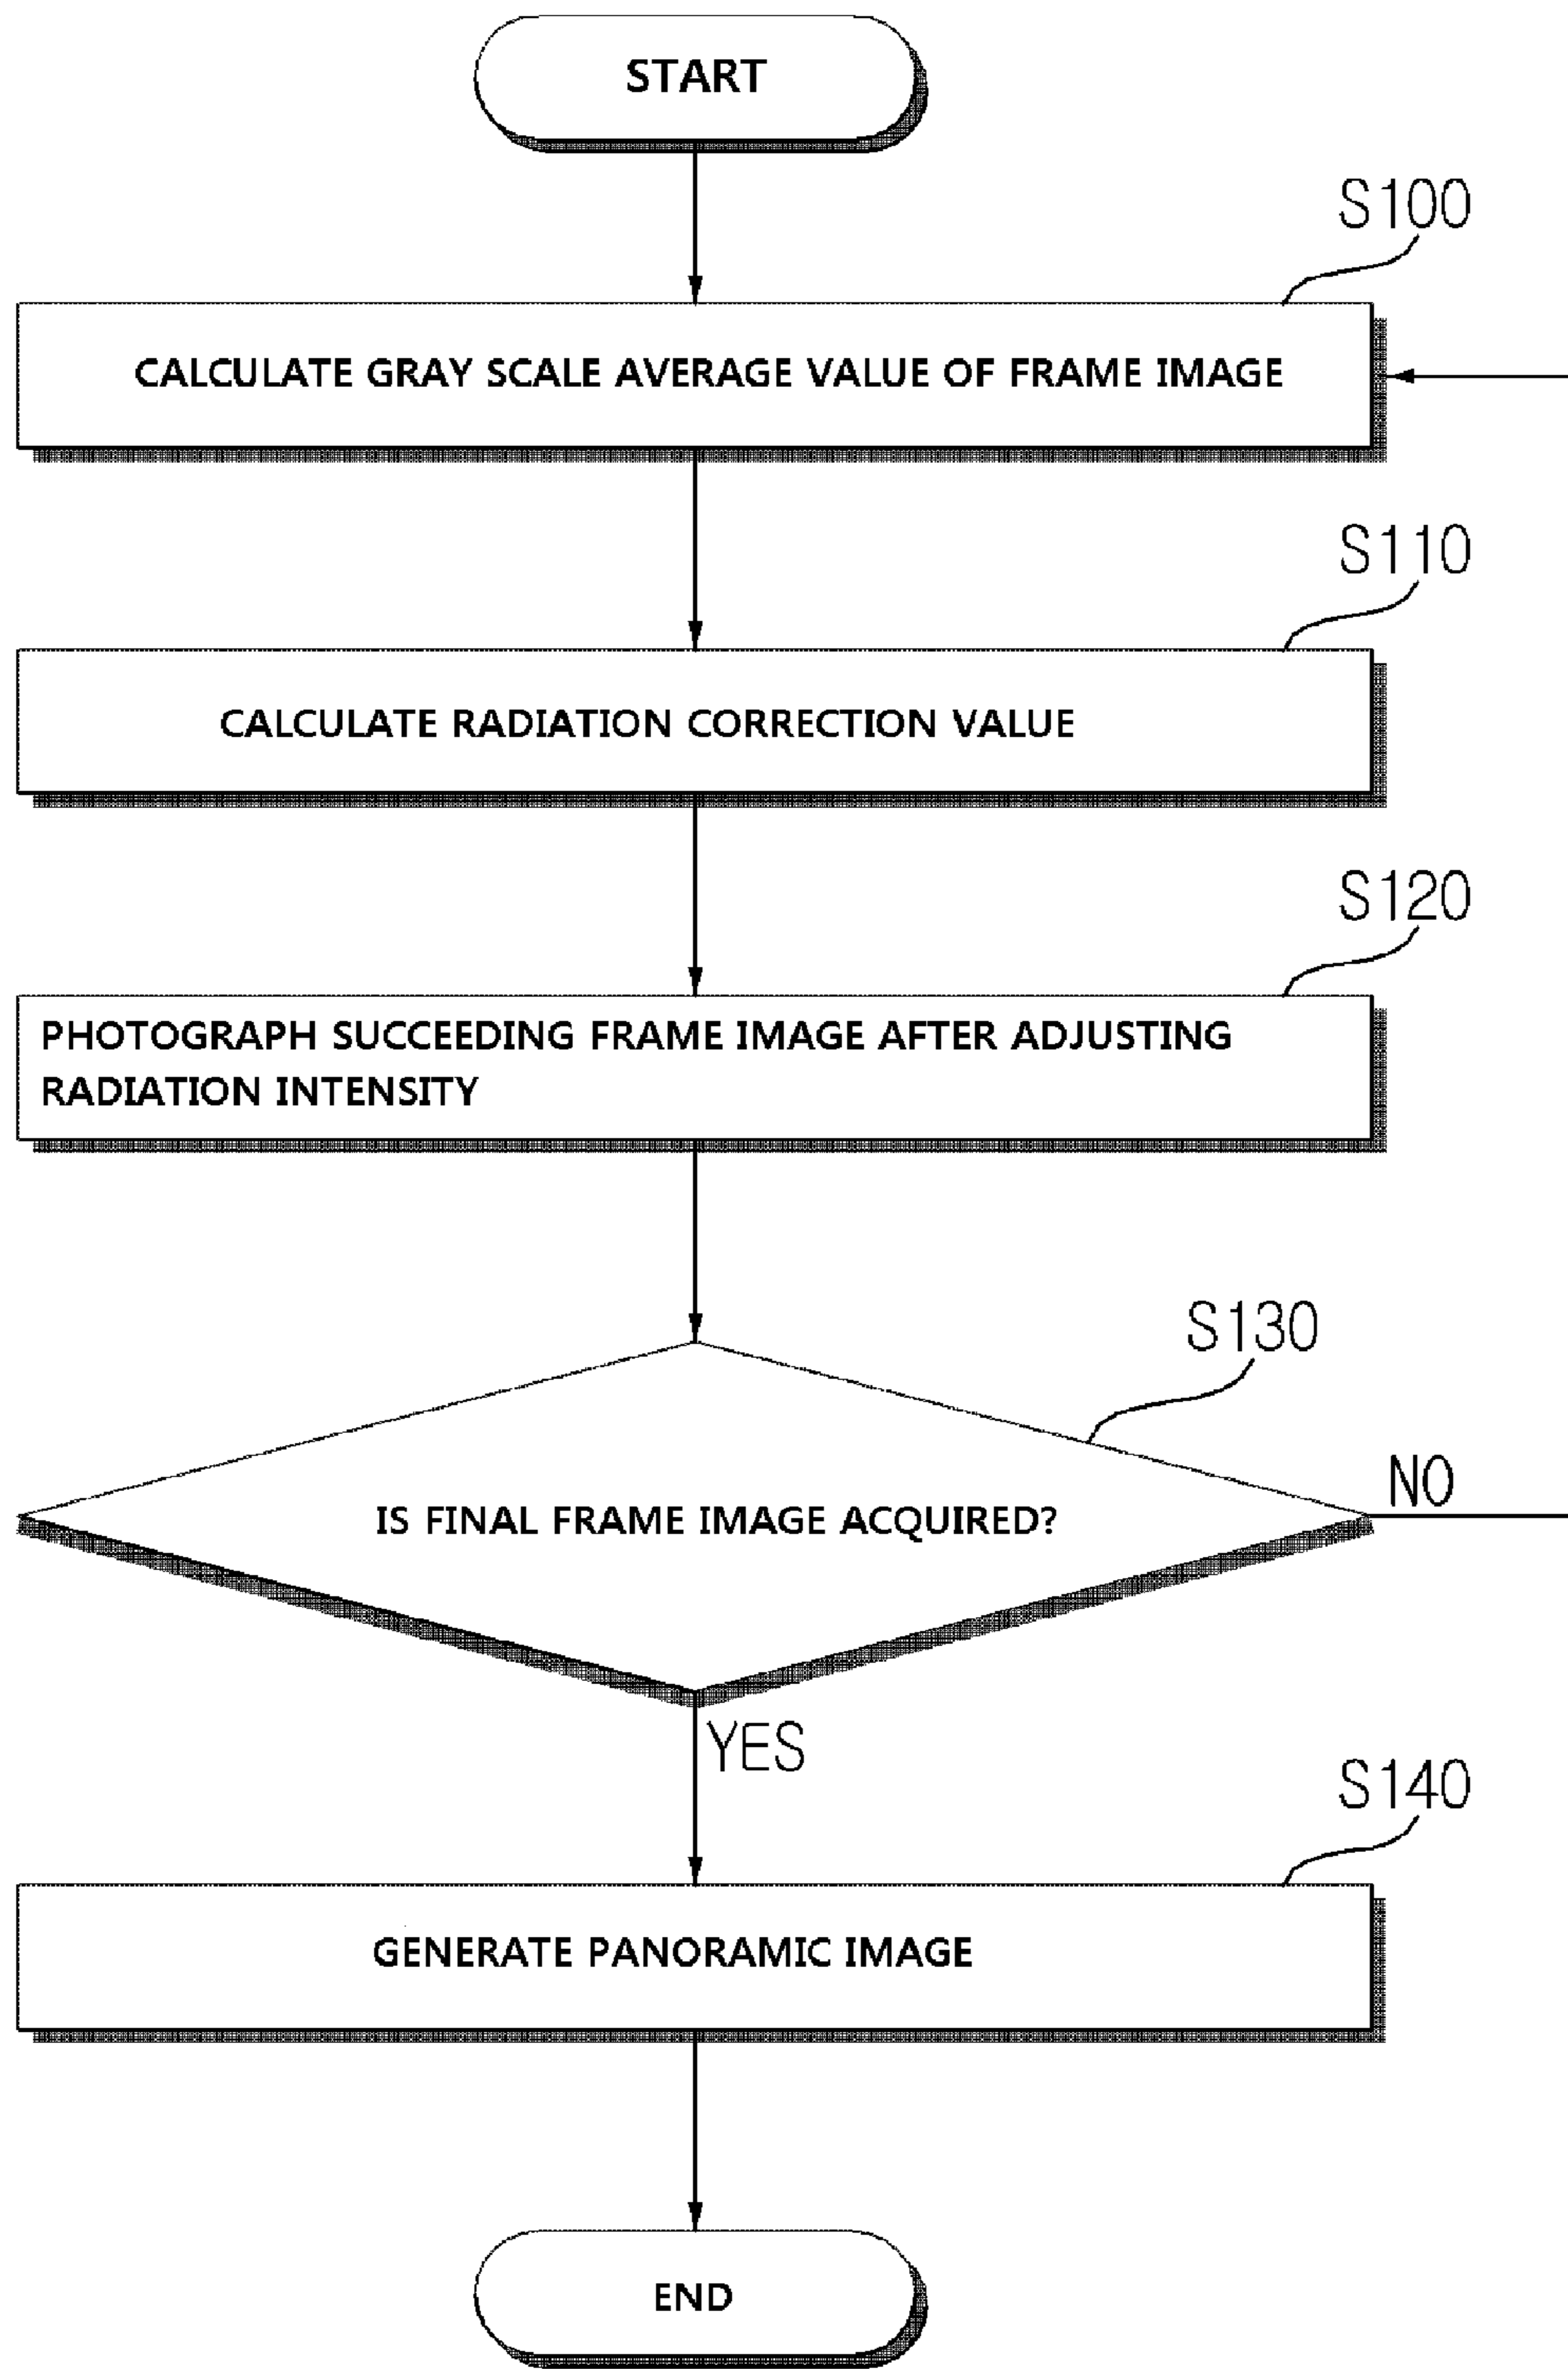 START
S100
CALCULATE GRAY SCALE AVERAGE VALUE OF FRAME IMAGE
S110
CALCULATE RADIATION CORRECTION VALUE
S120
PHOTOGRAPH SUCCEEDING FRAME IMAGE AFTER ADJUSTING
RADIATION INTENSITY
S130
NO
IS FINAL FRAME IMAGE ACQUIRED?
YES
S140
GENERATE PANORAMIC IMAGE
END